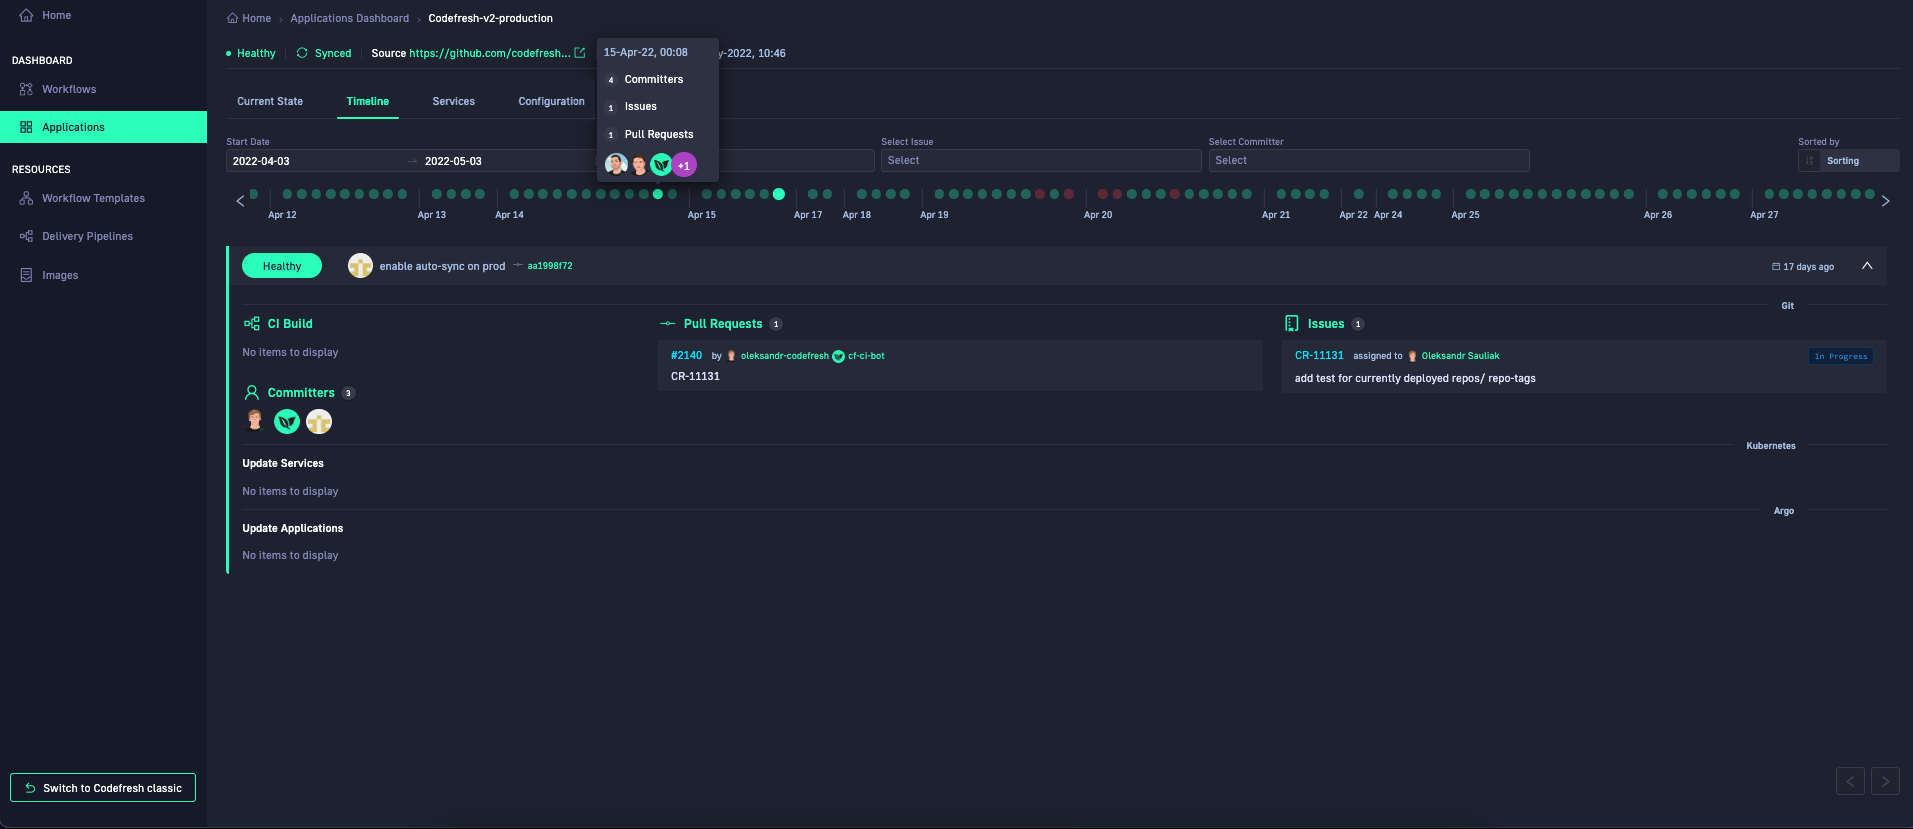 Home
DASHBOARD
Workflows
Applications
RESOURCES
Workflow Templates
Delivery Pipelines
Images
Switch to Codefresh classic
Home › Applications Dashboard › Codefresh-v2-production
Healthy Synced Source https://github.com/codefresh... y-2022, 10:46
15-Apr-22, 00:08
4 Committers
1 Issues
1 Pull Requests
+1
Current State Timeline Services Configuration
Start Date Select Issue Select Committer Sorted by
2022-04-03 → 2022-05-03 Select Select Sorting
Apr 12 Apr 13 Apr 14 Apr 15 Apr 17 Apr 18 Apr 19 Apr 20 Apr 21 Apr 22 Apr 24 Apr 25 Apr 26 Apr 27
Healthy enable auto-sync on prod aa1998f72 17 days ago
Git
CI Build
No items to display
Committers 3
Pull Requests 1
#2140 by oleksandr-codefresh cf-ci-bot
CR-11131
Issues 1
CR-11131 assigned to Oleksandr Sauliak In Progress
add test for currently deployed repos/ repo-tags
Kubernetes
Update Services
No items to display
Argo
Update Applications
No items to display